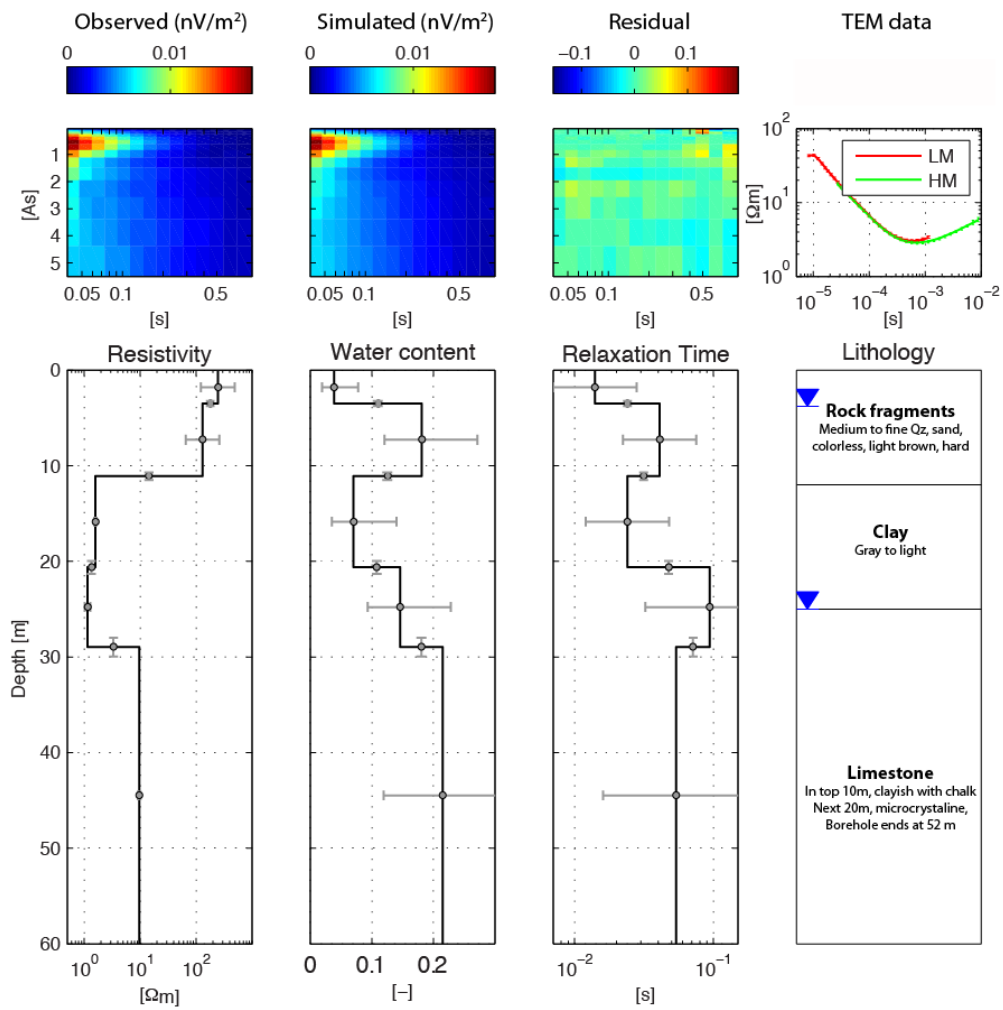 Observed (nV/m²)
Simulated (nV/m²)
Residual
TEM data
0 0.01
0 0.01
−0.1 0 0.1
[As]
1
2
3
4
5
0.05 0.1 0.5
[s]
0.05 0.1 0.5
[s]
0.05 0.1 0.5
[s]
[Ωm]
10²
10¹
10⁰
LM
HM
10⁻⁵ 10⁻⁴ 10⁻³ 10⁻²
[s]
Resistivity
Water content
Relaxation Time
Lithology
Depth [m]
0
10
20
30
40
50
60
10⁰ 10¹ 10²
[Ωm]
0 0.1 0.2
[−]
10⁻² 10⁻¹
[s]
Rock fragments
Medium to fine Qz, sand,
colorless, light brown, hard
Clay
Gray to light
Limestone
In top 10m, clayish with chalk
Next 20m, microcrystaline,
Borehole ends at 52 m